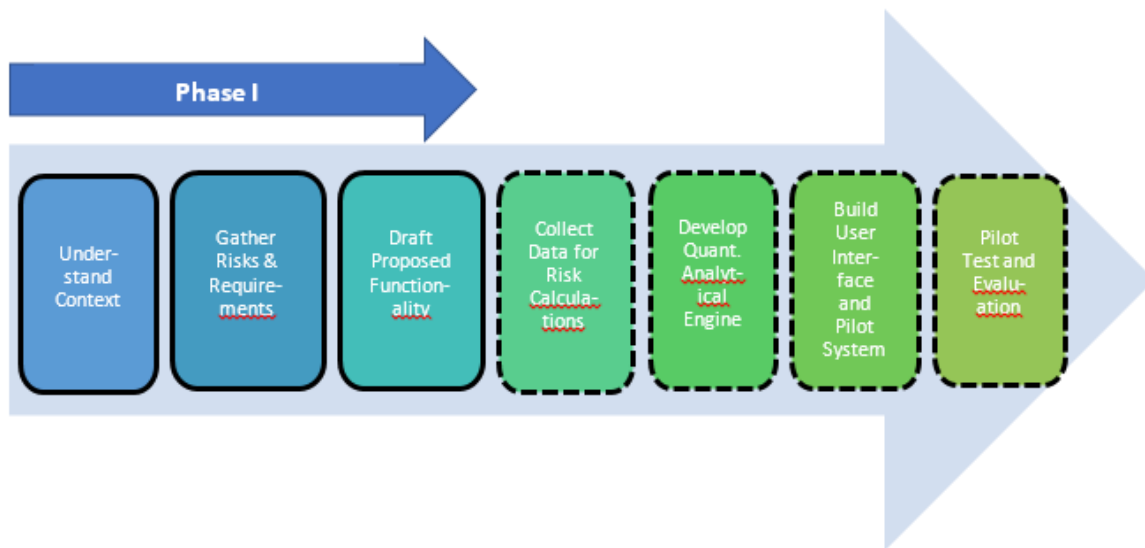 Phase I
Under-
stand
Context
Gather
Risks &
Require-
ments
Draft
Proposed
Function-
ality
Collect
Data for
Risk
Calcula-
tions
Develop
Quant.
Analyt-
ical
Engine
Build
User
Inter-
face
and
Pilot
System
Pilot
Test and
Evalu-
ation